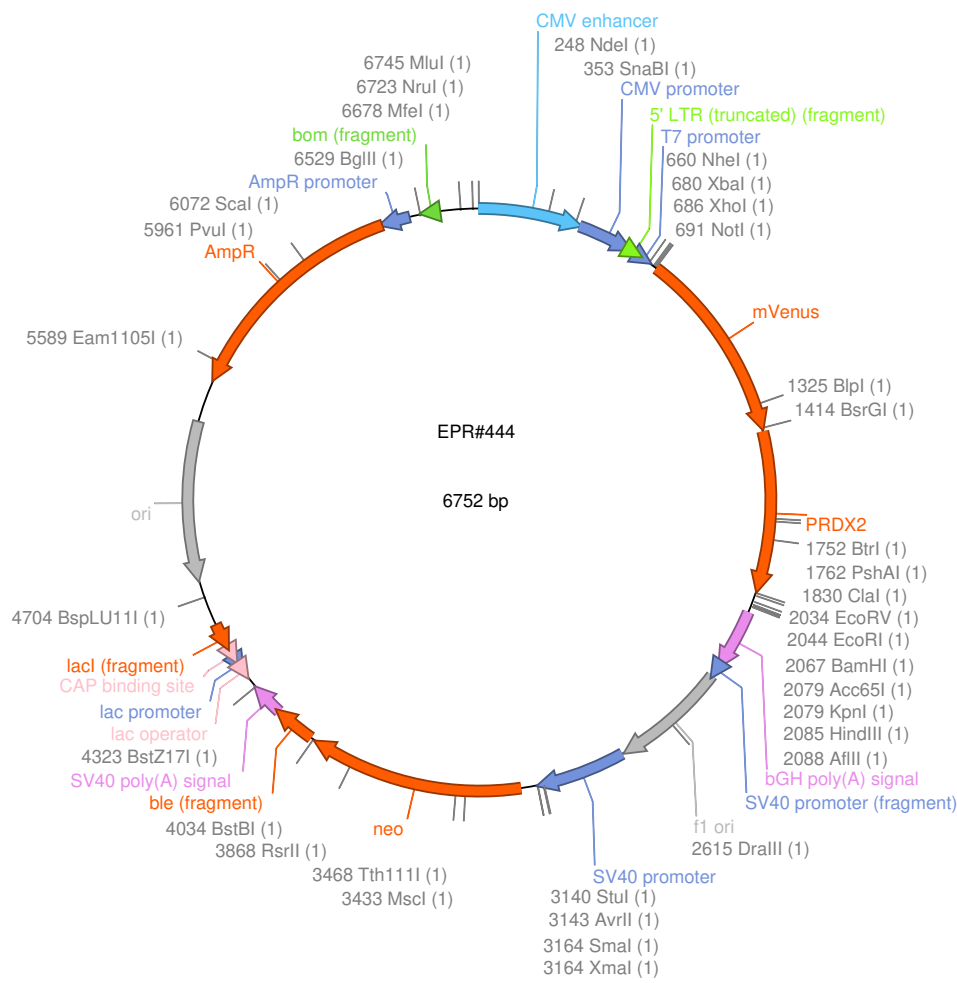 CMV enhancer
248 NdeI (1)
353 SnaBI (1)
CMV promoter
5' LTR (truncated) (fragment)
T7 promoter
660 NheI (1)
680 XbaI (1)
686 XhoI (1)
691 NotI (1)
mVenus
1325 BlpI (1)
1414 BsrGI (1)
PRDX2
1752 BtrI (1)
1762 PshAI (1)
1830 ClaI (1)
2034 EcoRV (1)
2044 EcoRI (1)
2067 BamHI (1)
2079 Acc65I (1)
2079 KpnI (1)
2085 HindIII (1)
2088 AflII (1)
bGH poly(A) signal
SV40 promoter (fragment)
f1 ori
2615 DraIII (1)
SV40 promoter
3140 StuI (1)
3143 AvrII (1)
3164 SmaI (1)
3164 XmaI (1)
3433 MscI (1)
3468 Tth111I (1)
neo
3868 RsrII (1)
4034 BstBI (1)
ble (fragment)
SV40 poly(A) signal
4323 BstZ17I (1)
lac operator
lac promoter
CAP binding site
lacI (fragment)
4704 BspLU11I (1)
ori
5589 Eam1105I (1)
AmpR
5961 PvuI (1)
6072 ScaI (1)
AmpR promoter
6529 BglII (1)
bom (fragment)
6678 MfeI (1)
6723 NruI (1)
6745 MluI (1)
EPR#444
6752 bp